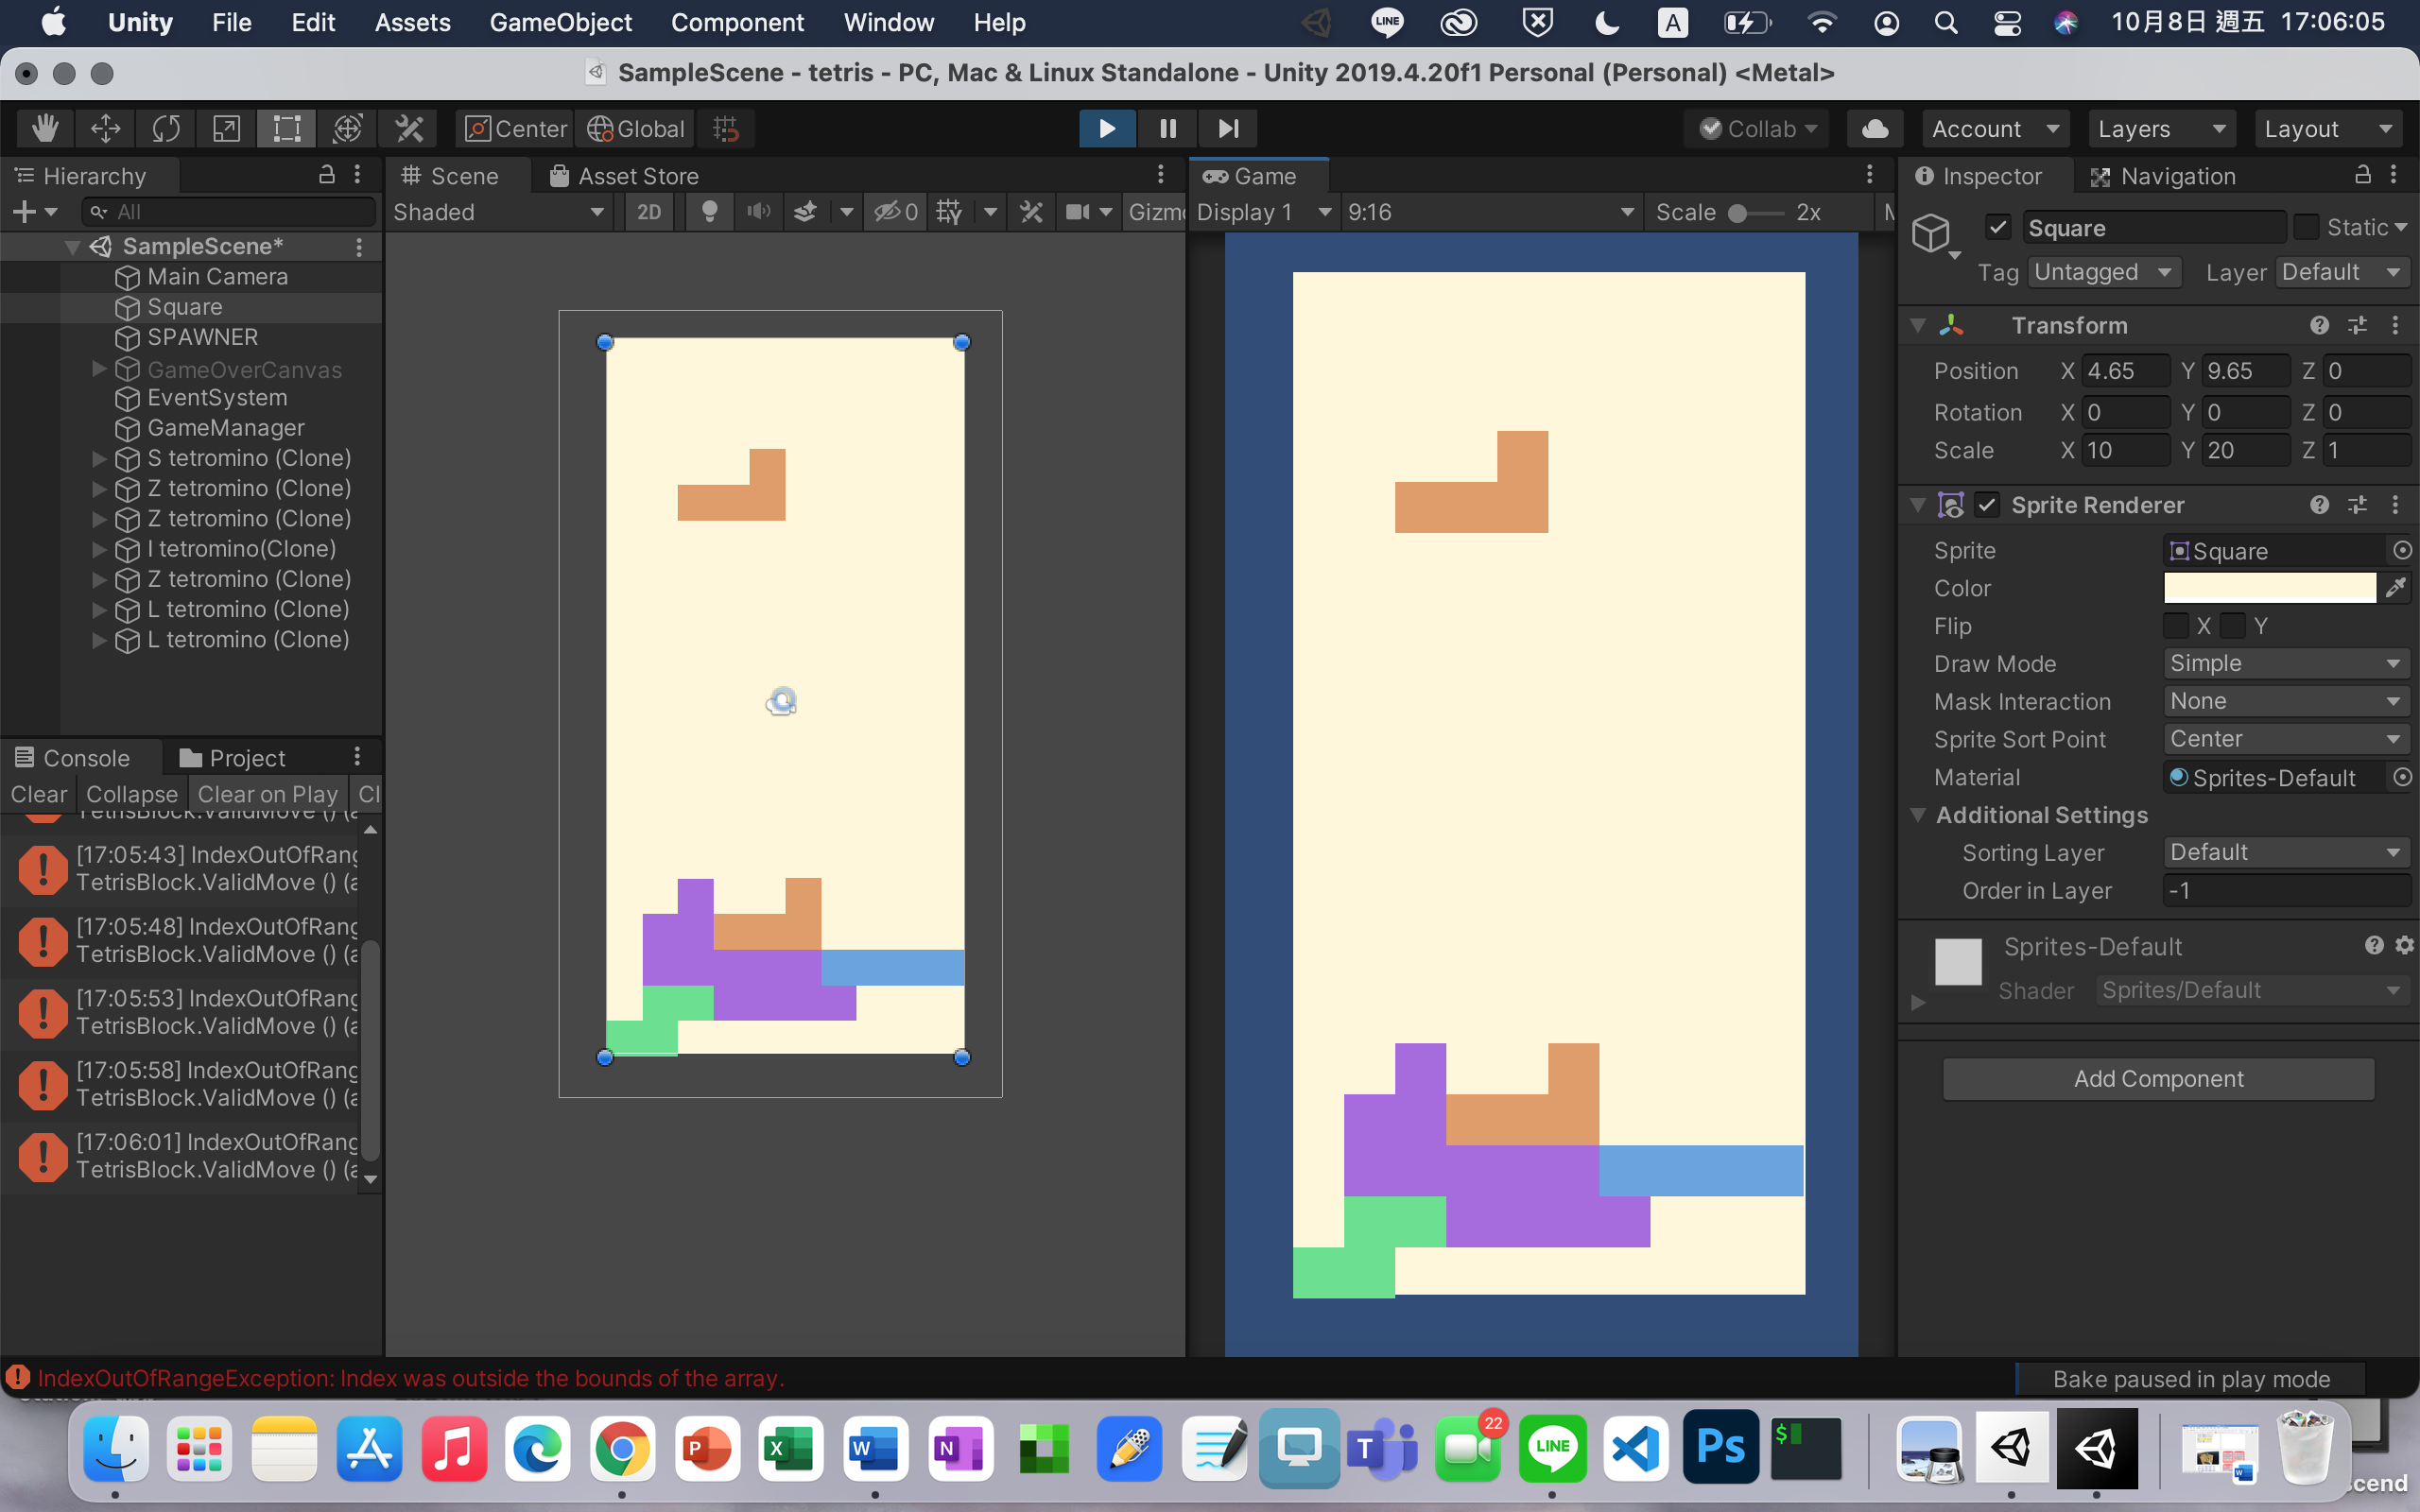 Unity File Edit Assets GameObject Component Window Help LINE A 10月8日 週五 17:06:05
SampleScene - tetris - PC, Mac & Linux Standalone - Unity 2019.4.20f1 Personal (Personal) <Metal>
Center Global Collab Account Layers Layout
Hierarchy
All
SampleScene*
Main Camera
Square
SPAWNER
GameOverCanvas
EventSystem
GameManager
S tetromino (Clone)
Z tetromino (Clone)
Z tetromino (Clone)
I tetromino(Clone)
Z tetromino (Clone)
L tetromino (Clone)
L tetromino (Clone)
Console Project
Clear Collapse Clear on Play Cl
TetrisBlock.ValidMove () (a
[17:05:43] IndexOutOfRang
TetrisBlock.ValidMove () (a
[17:05:48] IndexOutOfRang
TetrisBlock.ValidMove () (a
[17:05:53] IndexOutOfRang
TetrisBlock.ValidMove () (a
[17:05:58] IndexOutOfRang
TetrisBlock.ValidMove () (a
[17:06:01] IndexOutOfRang
TetrisBlock.ValidMove () (a
Scene Asset Store
Shaded 2D 0 Gizmo
Game
Display 1 9:16 Scale 2x M
Inspector Navigation
Square Static
Tag Untagged Layer Default
Transform
Position X 4.65 Y 9.65 Z 0
Rotation X 0 Y 0 Z 0
Scale X 10 Y 20 Z 1
Sprite Renderer
Sprite Square
Color
Flip X Y
Draw Mode Simple
Mask Interaction None
Sprite Sort Point Center
Material Sprites-Default
Additional Settings
Sorting Layer Default
Order in Layer -1
Sprites-Default
Shader Sprites/Default
Add Component
IndexOutOfRangeException: Index was outside the bounds of the array.
Bake paused in play mode
P X W N T 22 LINE Ps $
cend